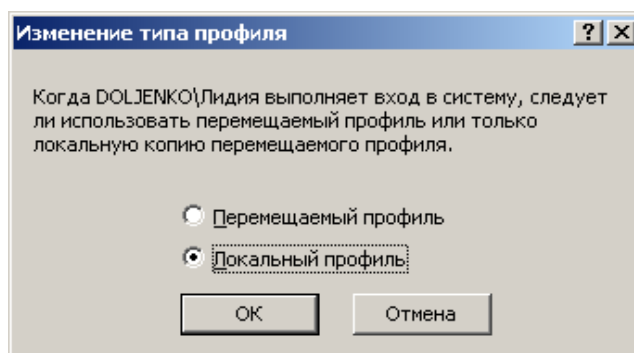 Изменение типа профиля
Когда DOLJENKO\Лидия выполняет вход в систему, следует
ли использовать перемещаемый профиль или только
локальную копию перемещаемого профиля.
Перемещаемый профиль
Локальный профиль
ОК
Отмена